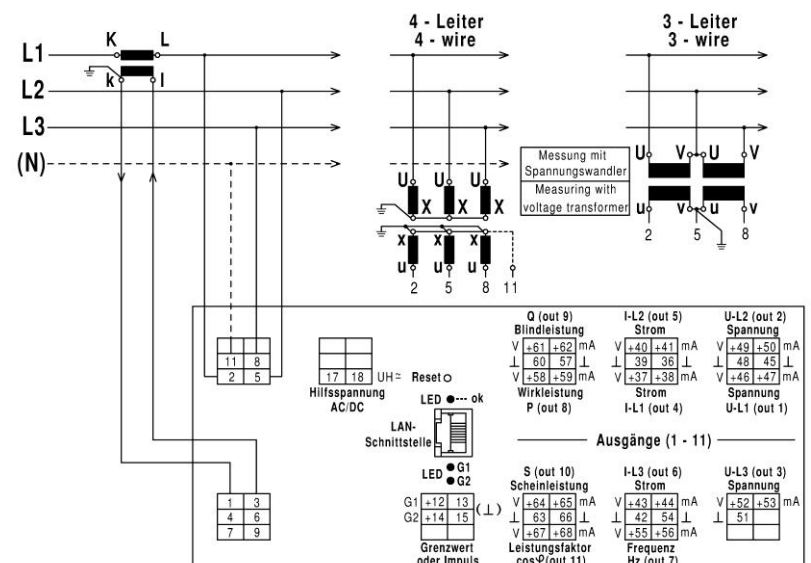 4 - Leiter
4 - wire
3 - Leiter
3 - wire
K L
L1
k l
L2
L3
(N)
U U U
X X X
x x x
u u u
2 5 8 11
Messung mit
Spannungswandler
Measuring with
voltage transformer
U V U V
u v u v
2 5 8
11 8
2 5
17 18 UH≂
Hilfsspannung
AC/DC
Reset
LED --- ok
LAN-
Schnittstelle
LED G1
G2
Q (out 9)
Blindleistung
V +61 +62 mA
⊥ 60 57 ⊥
V +58 +59 mA
Wirkleistung
P (out 8)
I-L2 (out 5)
Strom
V +40 +41 mA
⊥ 39 36 ⊥
V +37 +38 mA
Strom
I-L1 (out 4)
U-L2 (out 2)
Spannung
V +49 +50 mA
⊥ 48 45 ⊥
V +46 +47 mA
Spannung
U-L1 (out 1)
Ausgänge (1 - 11)
1 3
4 6
7 9
G1 +12 13
G2 +14 15
(⊥)
Grenzwert
oder Impuls
S (out 10)
Scheinleistung
V +64 +65 mA
⊥ 63 66 ⊥
V +67 +68 mA
Leistungsfaktor
cosφ(out 11)
I-L3 (out 6)
Strom
V +43 +44 mA
⊥ 42 54 ⊥
V +55 +56 mA
Frequenz
Hz (out 7)
U-L3 (out 3)
Spannung
V +52 +53 mA
⊥ 51